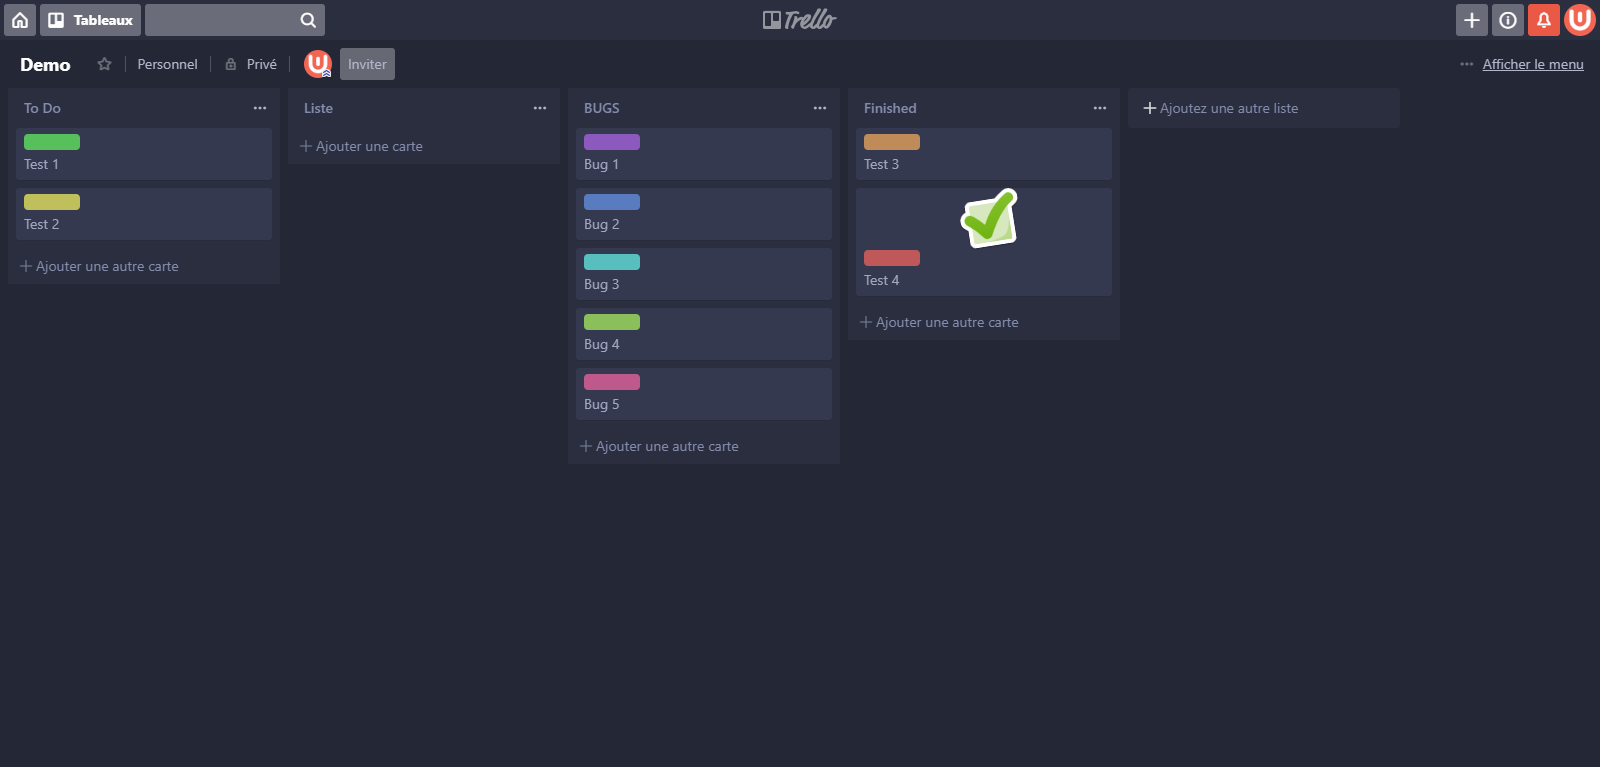 Tableaux
Trello
Demo
Personnel
Privé
Inviter
Afficher le menu
To Do
Test 1
Test 2
Ajouter une autre carte
Liste
Ajouter une carte
BUGS
Bug 1
Bug 2
Bug 3
Bug 4
Bug 5
Ajouter une autre carte
Finished
Test 3
Test 4
Ajouter une autre carte
Ajoutez une autre liste